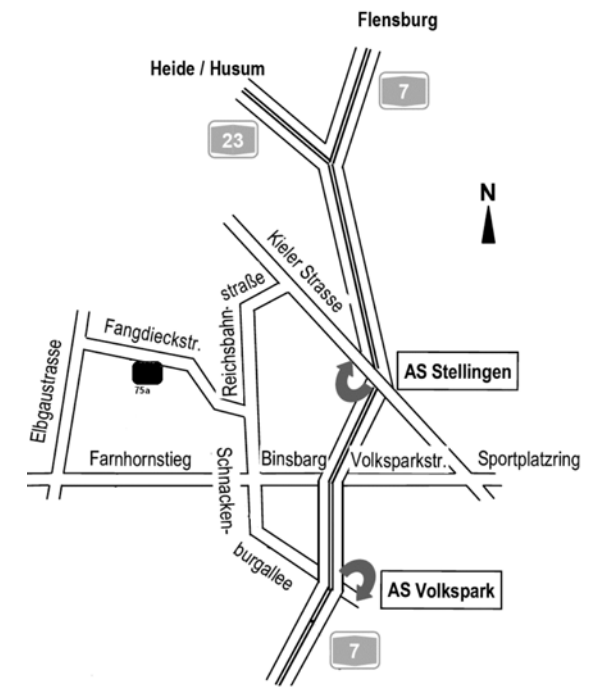 Flensburg
Heide / Husum
7
23
N
Kieler Strasse
Reichsbahn-
straße
Fangdieckstr.
Elbgaustrasse
75a
AS Stellingen
Farnhornstieg
Binsbarg
Volksparkstr.
Sportplatzring
Schnacken-
burgallee
AS Volkspark
7